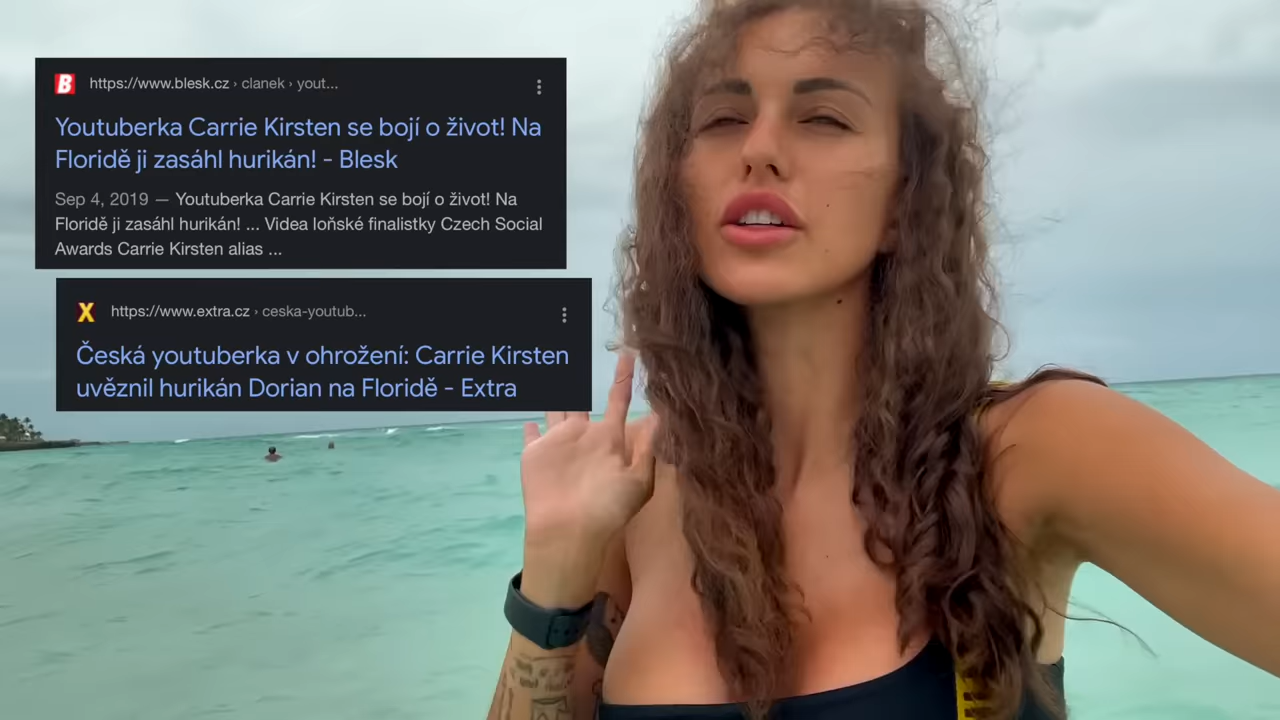 B https://www.blesk.cz › clanek › yout...
Youtuberka Carrie Kirsten se bojí o život! Na
Floridě ji zasáhl hurikán! - Blesk
Sep 4, 2019 — Youtuberka Carrie Kirsten se bojí o život! Na
Floridě ji zasáhl hurikán! ... Videa loňské finalistky Czech Social
Awards Carrie Kirsten alias ...
X https://www.extra.cz › ceska-youtub...
Česká youtuberka v ohrožení: Carrie Kirsten
uvěznil hurikán Dorian na Floridě - Extra